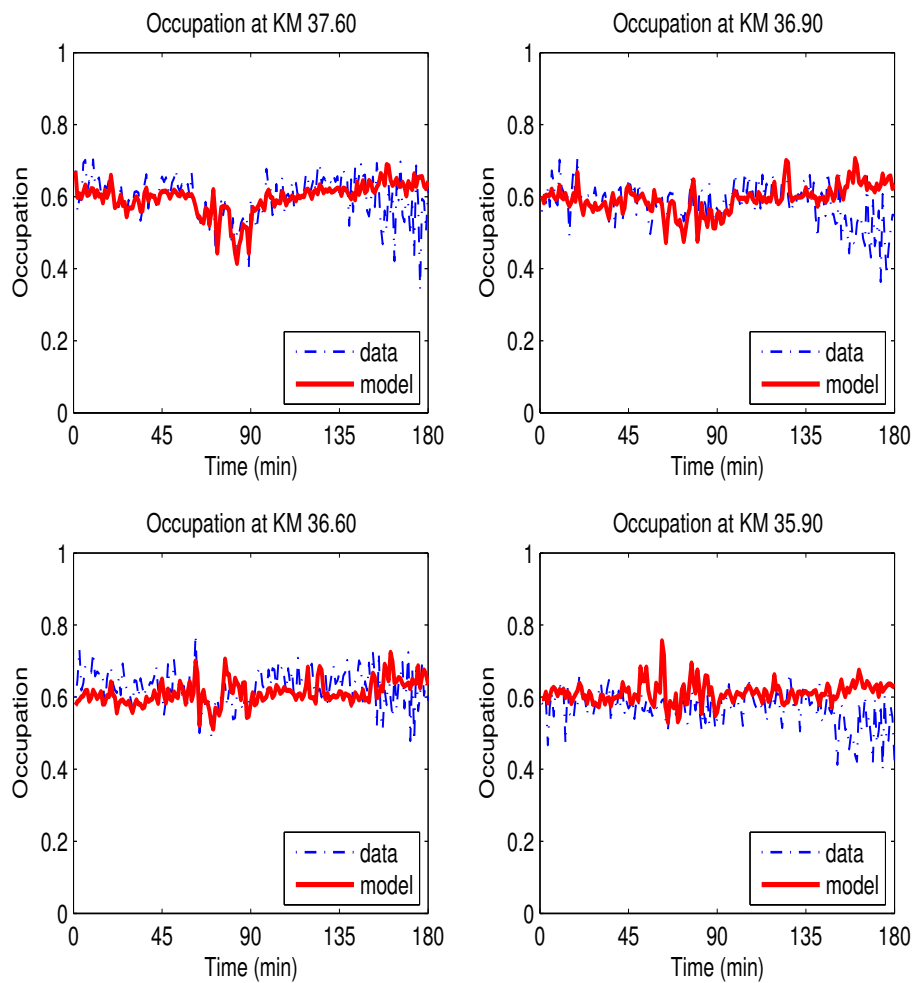 Occupation at KM 37.60
Occupation
1
0.8
0.6
0.4
0.2
0
0 45 90 135 180
Time (min)
data
model
Occupation at KM 36.90
Occupation
1
0.8
0.6
0.4
0.2
0
0 45 90 135 180
Time (min)
data
model
Occupation at KM 36.60
Occupation
1
0.8
0.6
0.4
0.2
0
0 45 90 135 180
Time (min)
data
model
Occupation at KM 35.90
Occupation
1
0.8
0.6
0.4
0.2
0
0 45 90 135 180
Time (min)
data
model